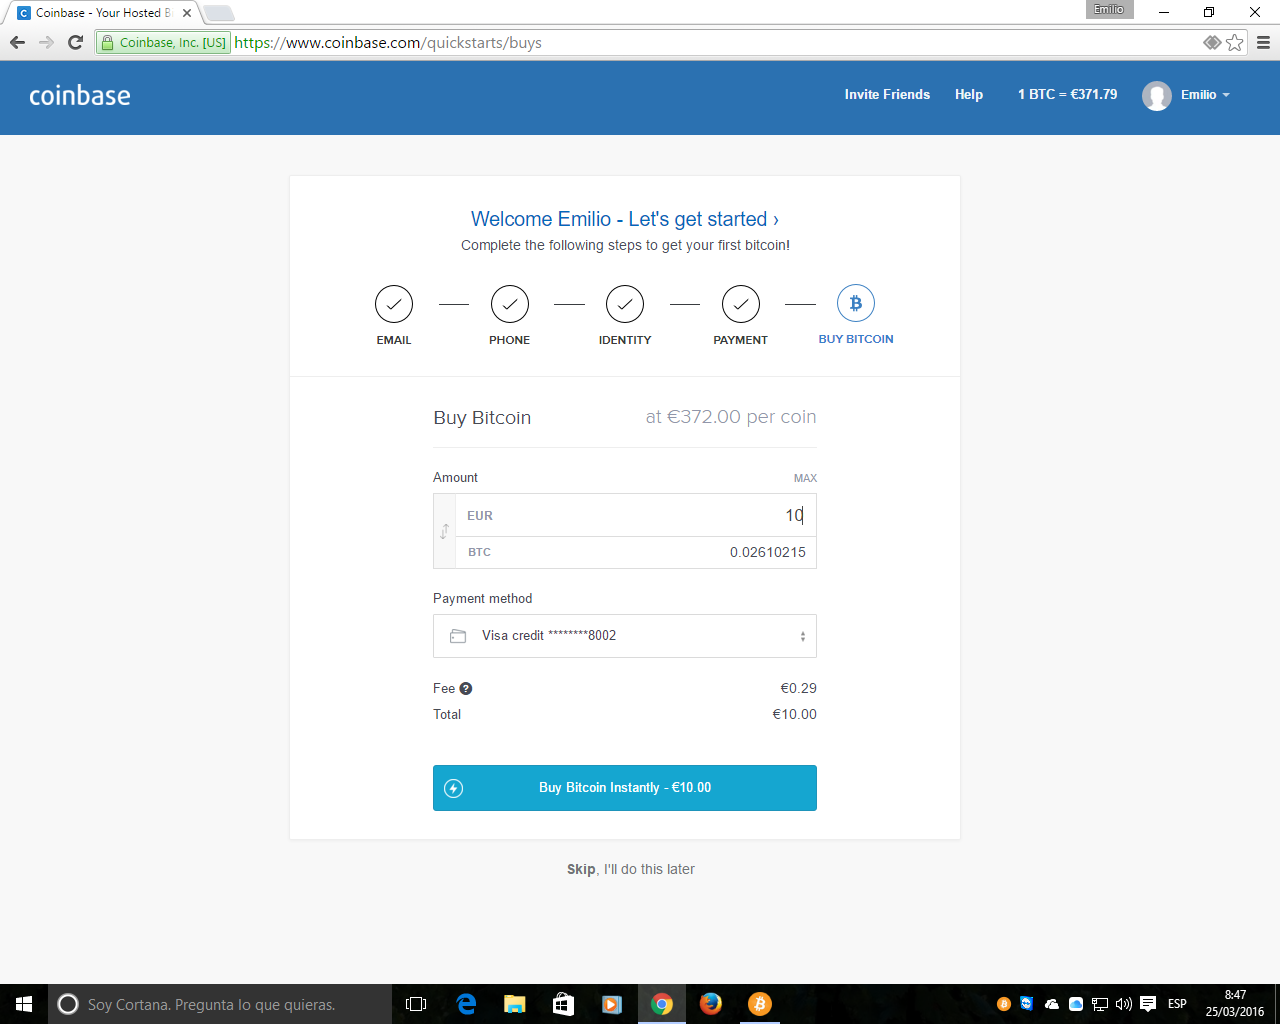 Coinbase - Your Hosted B
Emilio
Coinbase, Inc. [US] https://www.coinbase.com/quickstarts/buys
coinbase
Invite Friends Help 1 BTC = €371.79 Emilio
Welcome Emilio - Let's get started ›
Complete the following steps to get your first bitcoin!
EMAIL PHONE IDENTITY PAYMENT BUY BITCOIN
Buy Bitcoin at €372.00 per coin
Amount MAX
EUR 10
BTC 0.02610215
Payment method
Visa credit ********8002
Fee ? €0.29
Total €10.00
Buy Bitcoin Instantly - €10.00
Skip, I'll do this later
Soy Cortana. Pregunta lo que quieras.
ESP
8:47
25/03/2016